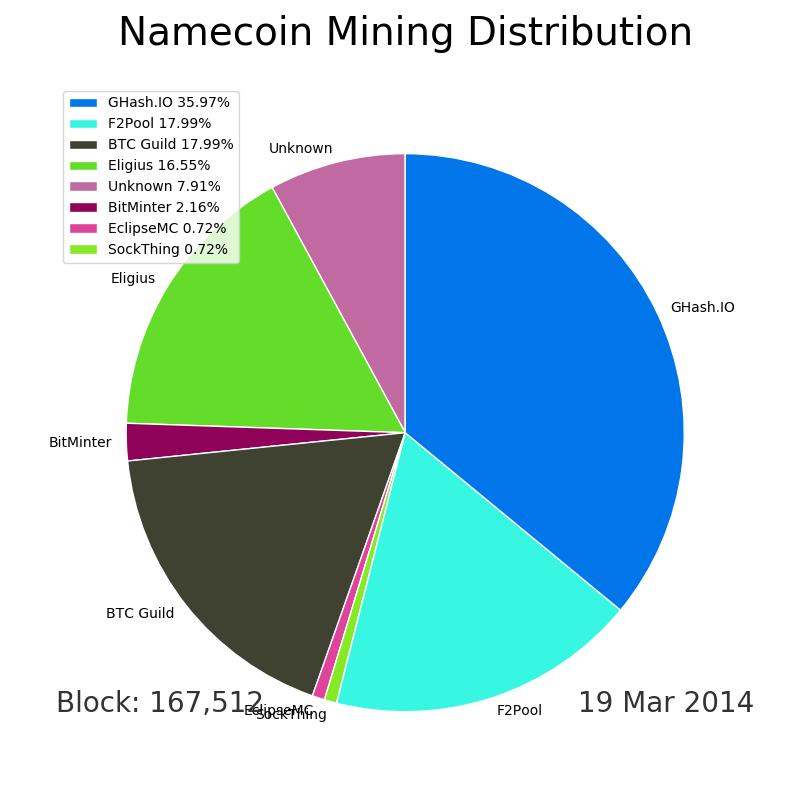 Namecoin Mining Distribution
GHash.IO 35.97%
F2Pool 17.99%
BTC Guild 17.99%
Eligius 16.55%
Unknown 7.91%
BitMinter 2.16%
EclipseMC 0.72%
SockThing 0.72%
Unknown
Eligius
GHash.IO
BitMinter
BTC Guild
EclipseMC
SockThing
F2Pool
Block: 167,512
19 Mar 2014